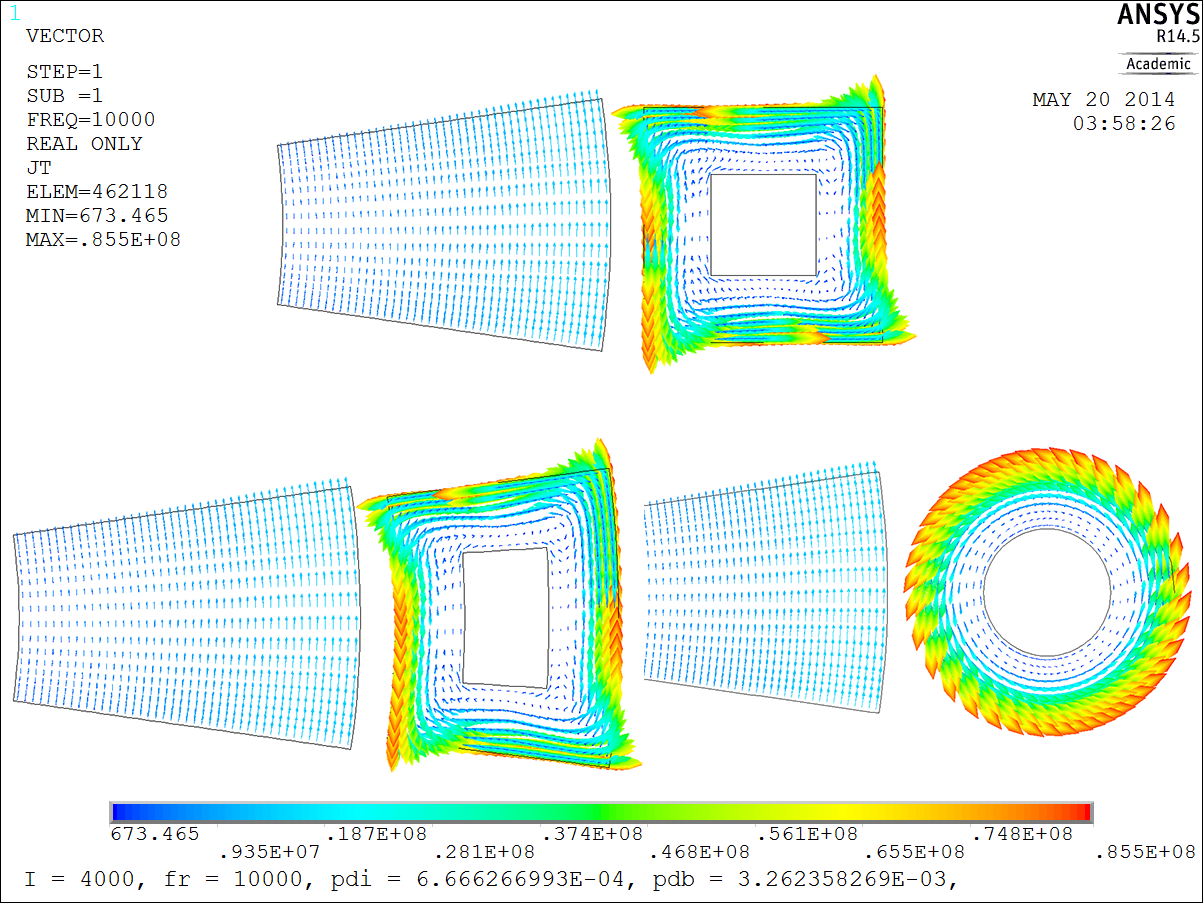 1
VECTOR
STEP=1
SUB =1
FREQ=10000
REAL ONLY
JT
ELEM=462118
MIN=673.465
MAX=.855E+08
ANSYS
R14.5
Academic
MAY 20 2014
03:58:26
673.465 .187E+08 .374E+08 .561E+08 .748E+08
.935E+07 .281E+08 .468E+08 .655E+08 .855E+08
I = 4000, fr = 10000, pdi = 6.666266993E-04, pdb = 3.262358269E-03,